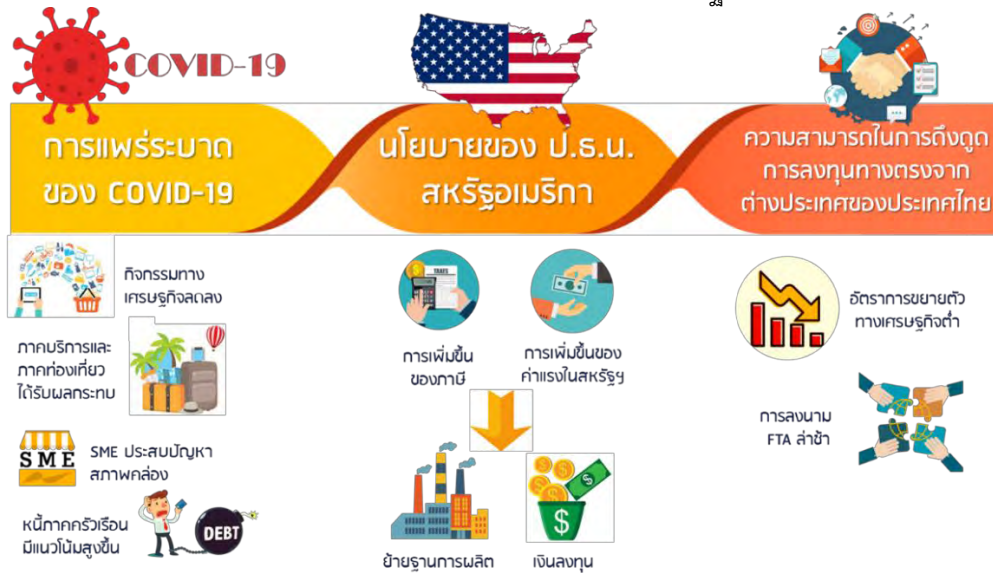 COVID-19
การแพร่ระบาด
ของ COVID-19
กิจกรรมทาง
เศรษฐกิจลดลง
ภาคบริการและ
ภาคท่องเที่ยว
ได้รับผลกระทบ
SME
SME ประสบปัญหา
สภาพคล่อง
หนี้ภาคครัวเรือน
มีแนวโน้มสูงขึ้น
DEBT
นโยบายของ ป.ธ.น.
สหรัฐอเมริกา
TAXES
การเพิ่มขึ้น
ของภาษี
การเพิ่มขึ้นของ
ค่าแรงในสหรัฐฯ
ย้ายฐานการผลิต
เงินลงทุน
ความสามารถในการดึงดูด
การลงทุนทางตรงจาก
ต่างประเทศของประเทศไทย
อัตราการขยายตัว
ทางเศรษฐกิจต่ำ
การลงนาม
FTA ล่าช้า